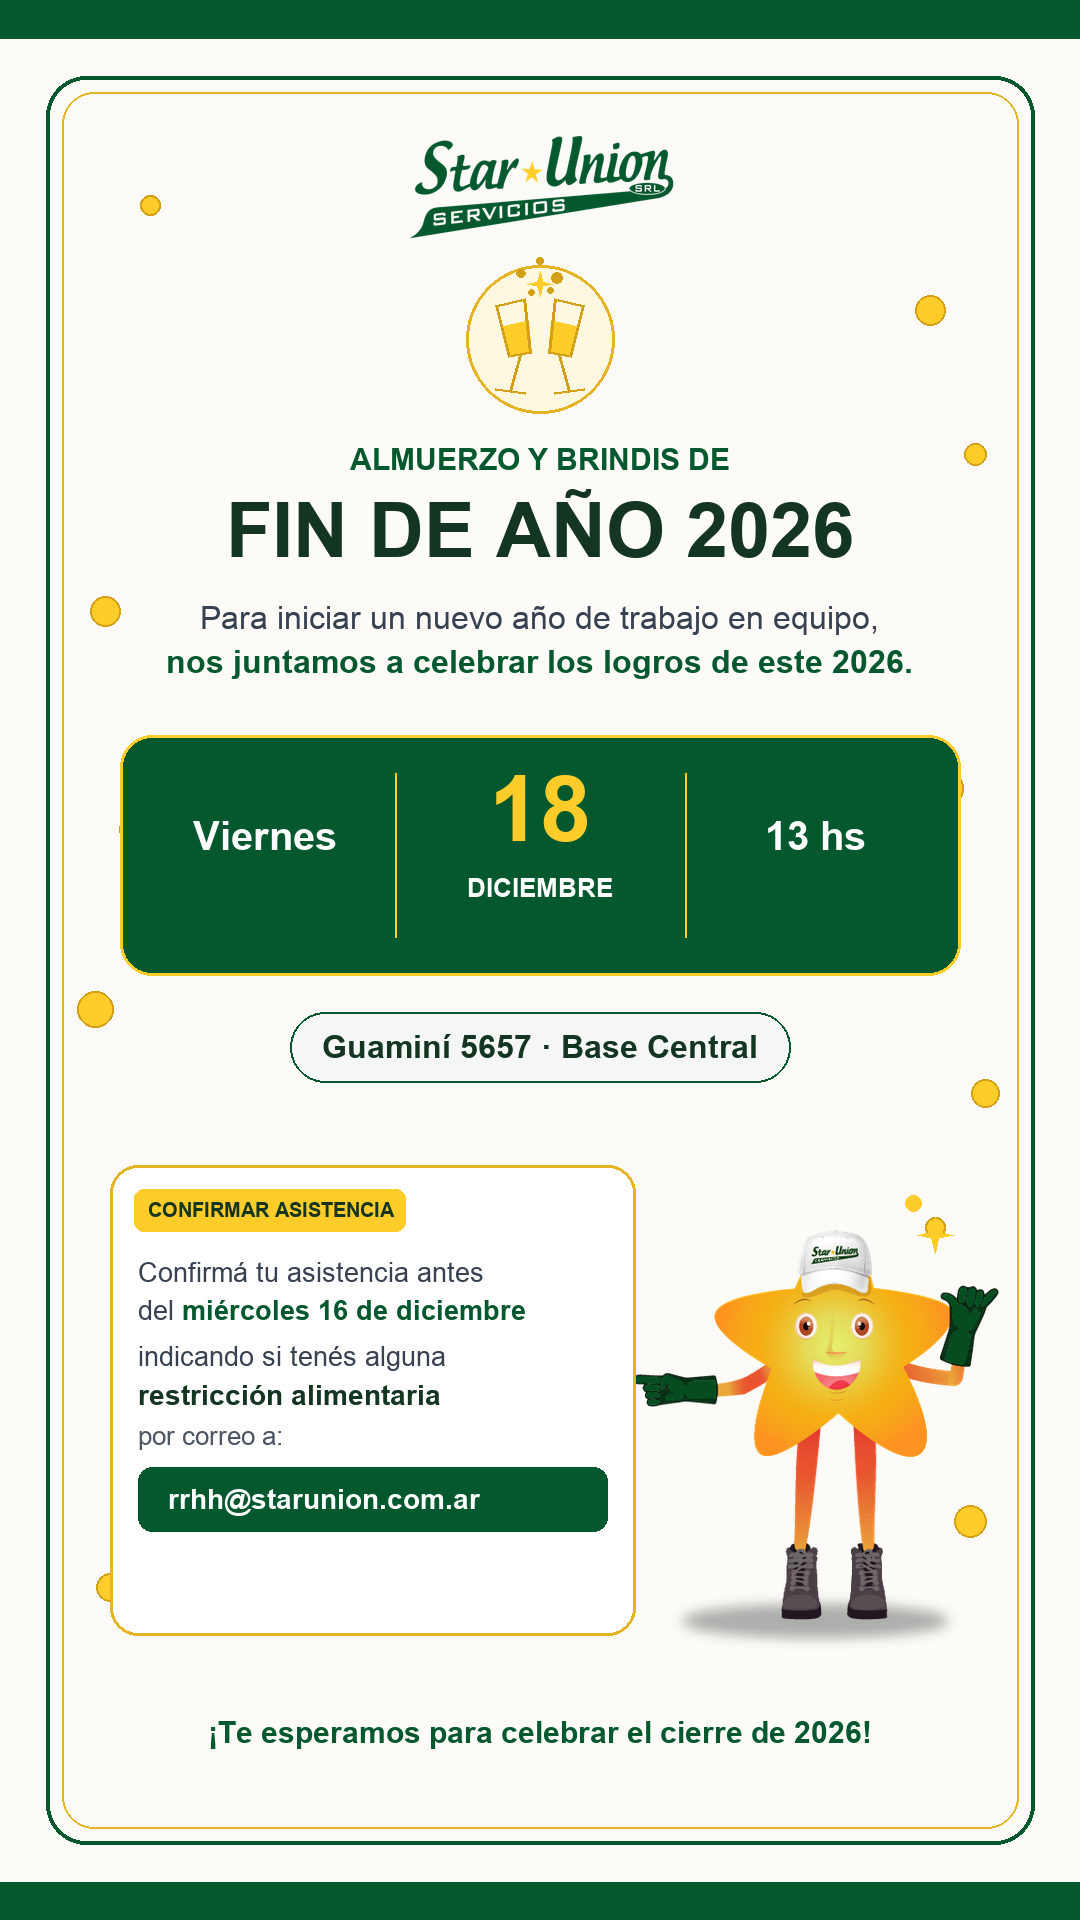 Star Union
SRL
SERVICIOS
ALMUERZO Y BRINDIS DE
FIN DE AÑO 2026
Para iniciar un nuevo año de trabajo en equipo,
nos juntamos a celebrar los logros de este 2026.
Viernes
18
DICIEMBRE
13 hs
Guaminí 5657 · Base Central
CONFIRMAR ASISTENCIA
Confirmá tu asistencia antes
del miércoles 16 de diciembre
indicando si tenés alguna
restricción alimentaria
por correo a:
rrhh@starunion.com.ar
Star Union
¡Te esperamos para celebrar el cierre de 2026!